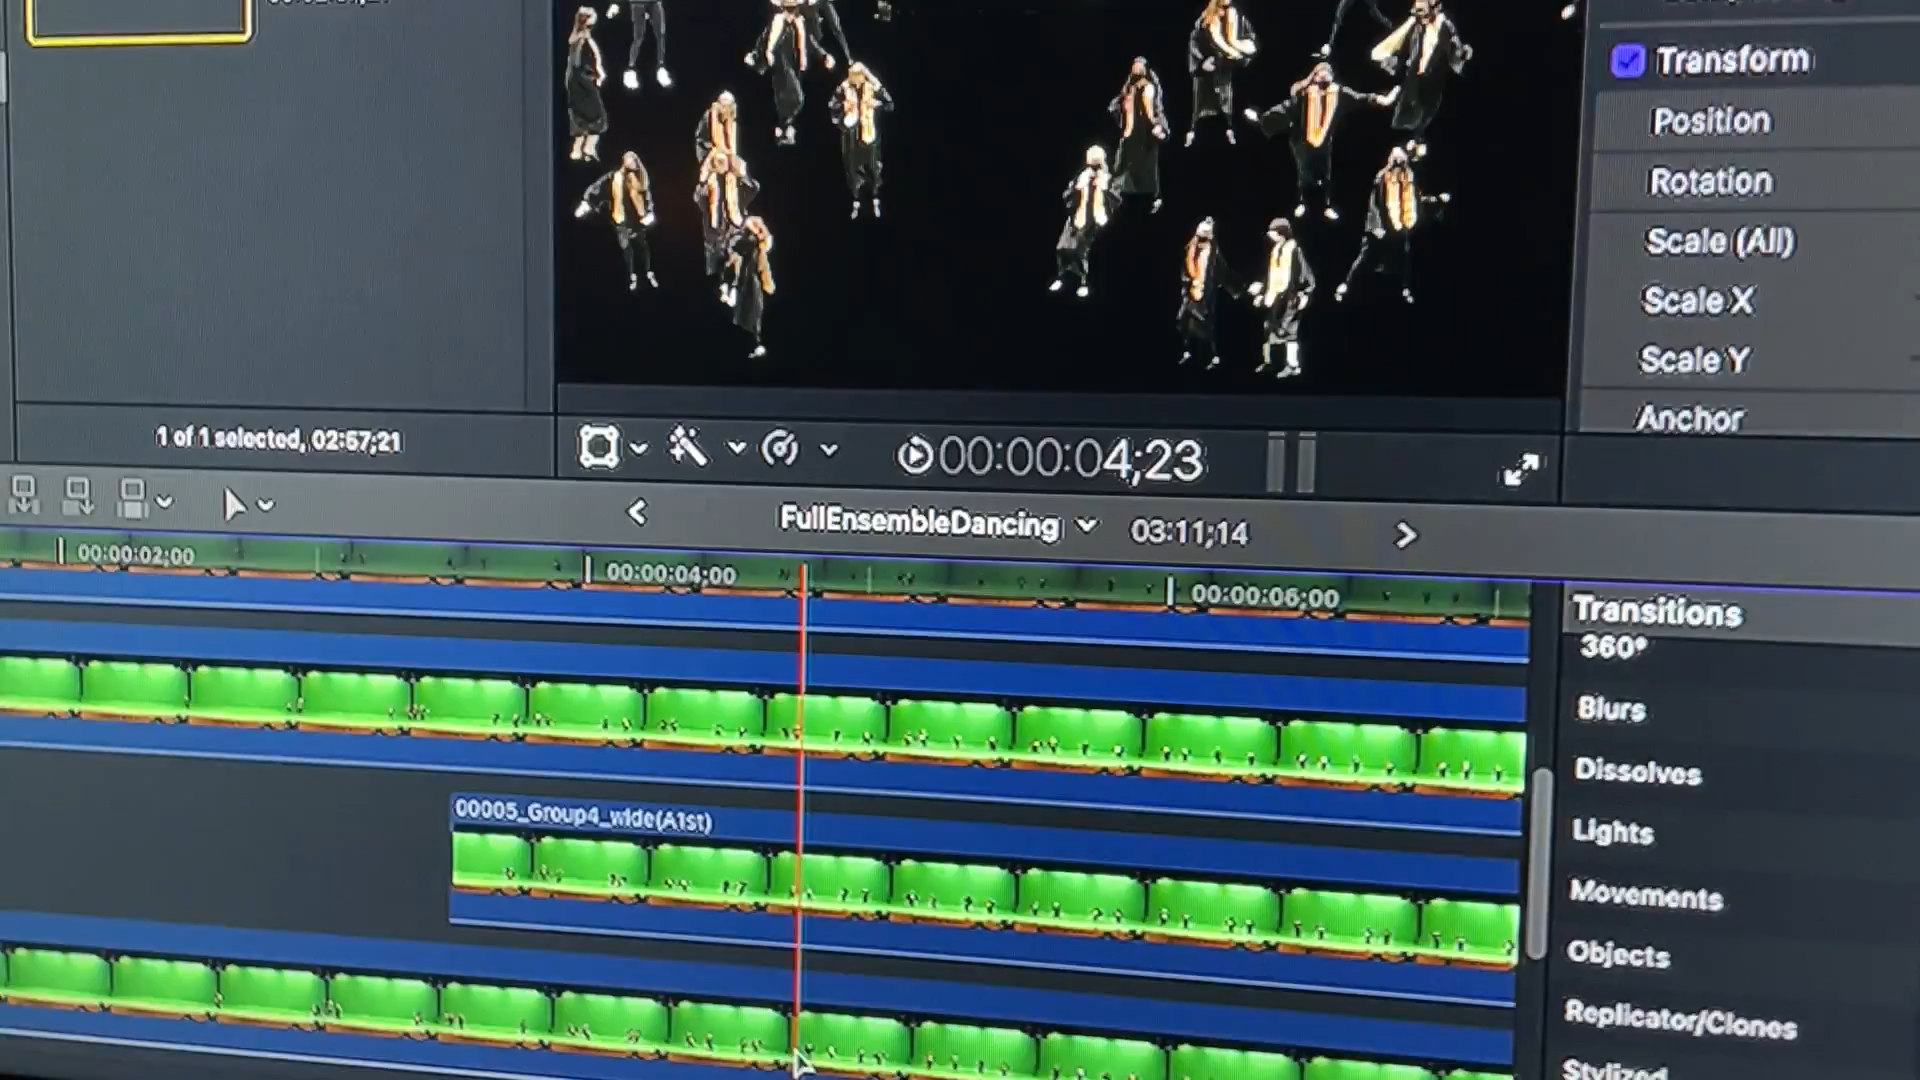 Transform
Position
Rotation
Scale (All)
Scale X
Scale Y
Anchor
1 of 1 selected, 02:57;21
00:00:04;23
FullEnsembleDancing
03:11;14
00:00:02;00
00:00:04;00
00:00:06;00
00005_Group4_wide(A1st)
Transitions
360°
Blurs
Dissolves
Lights
Movements
Objects
Replicator/Clones
Stylized